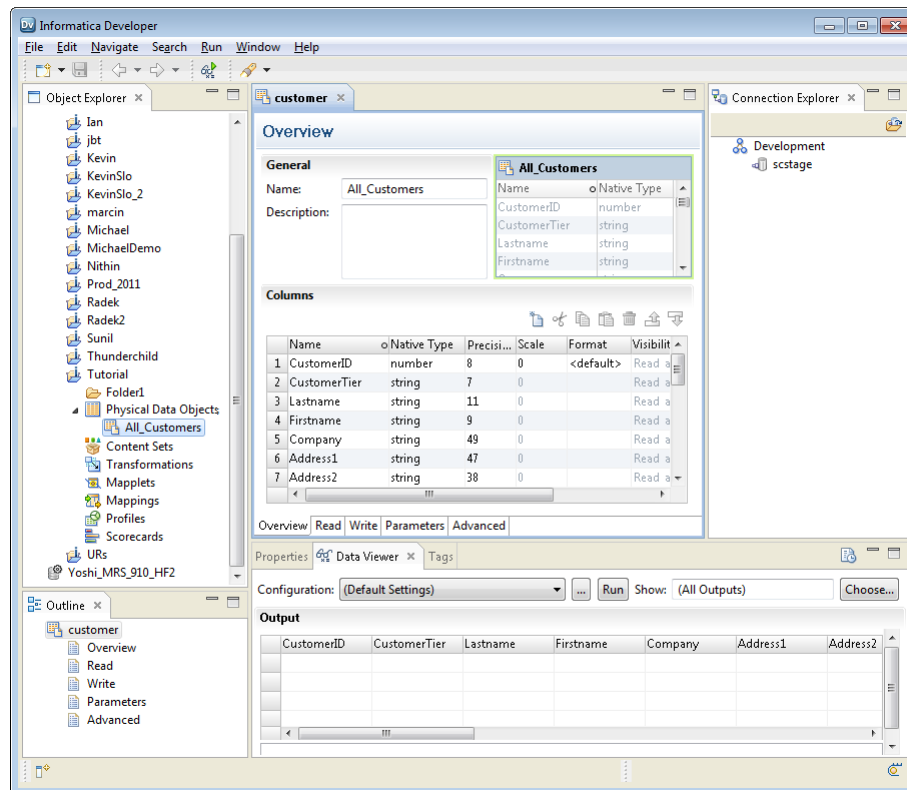 Informatica Developer
File Edit Navigate Search Run Window Help
Object Explorer
Ian
jbt
Kevin
KevinSlo
KevinSlo_2
marcin
Michael
MichaelDemo
Nithin
Prod_2011
Radek
Radek2
Sunil
Thunderchild
Tutorial
Folder1
Physical Data Objects
All_Customers
Content Sets
Transformations
Mapplets
Mappings
Profiles
Scorecards
URs
Yoshi_MRS_910_HF2
Outline
customer
Overview
Read
Write
Parameters
Advanced
customer
Overview
General
Name: All_Customers
Description:
All_Customers
Name Native Type
CustomerID number
CustomerTier string
Lastname string
Firstname string
Columns
Name Native Type Precisi... Scale Format Visibilit
1 CustomerID number 8 0 <default> Read a
2 CustomerTier string 7 0 Read a
3 Lastname string 11 0 Read a
4 Firstname string 9 0 Read a
5 Company string 49 0 Read a
6 Address1 string 47 0 Read a
7 Address2 string 38 0 Read a
Overview Read Write Parameters Advanced
Properties Data Viewer Tags
Configuration: (Default Settings) ... Run Show: (All Outputs) Choose...
Output
CustomerID CustomerTier Lastname Firstname Company Address1 Address2
Connection Explorer
Development
scstage